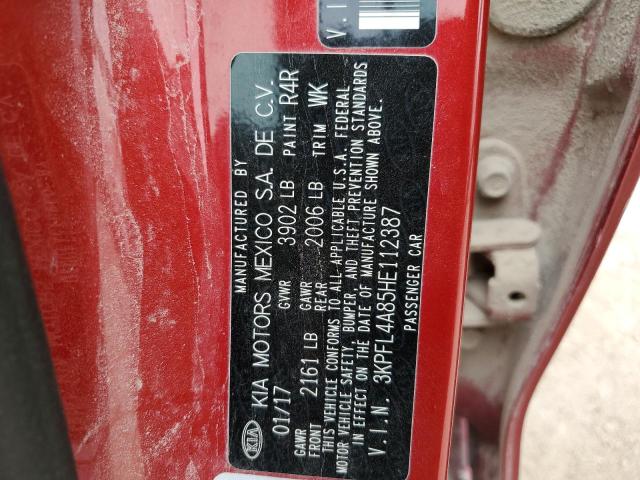 V.I
MANUFACTURED BY
KIA MOTORS MEXICO S.A. DE C.V.
01/17 GVWR 3902 LB PAINT R4R
GAWR FRONT 2161 LB GAWR REAR 2006 LB TRIM WK
THIS VEHICLE CONFORMS TO ALL APPLICABLE U.S.A. FEDERAL
MOTOR VEHICLE SAFETY, BUMPER, AND THEFT PREVENTION STANDARDS
IN EFFECT ON THE DATE OF MANUFACTURE SHOWN ABOVE.
V.I.N. 3KPFL4A85HE112387
PASSENGER CAR
KIA